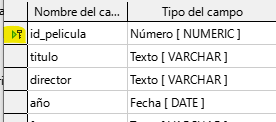 Nombre del ca... Tipo del campo
id_pelicula Número [ NUMERIC ]
titulo Texto [ VARCHAR ]
director Texto [ VARCHAR ]
año Fecha [ DATE ]